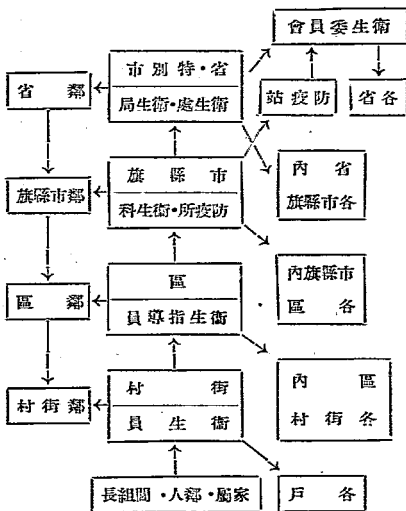 衛生委員會
省·特別市
衛生處·衛生局
鄰省
防疫站
各省
市縣旗
防疫所·衛生科
鄰市縣旗
省內
各市縣旗
區
衛生指導員
鄰區
市縣旗內
各區
街村
衛生員
鄰街村
區內
各街村
家屬·鄰人·閭組長
各戶